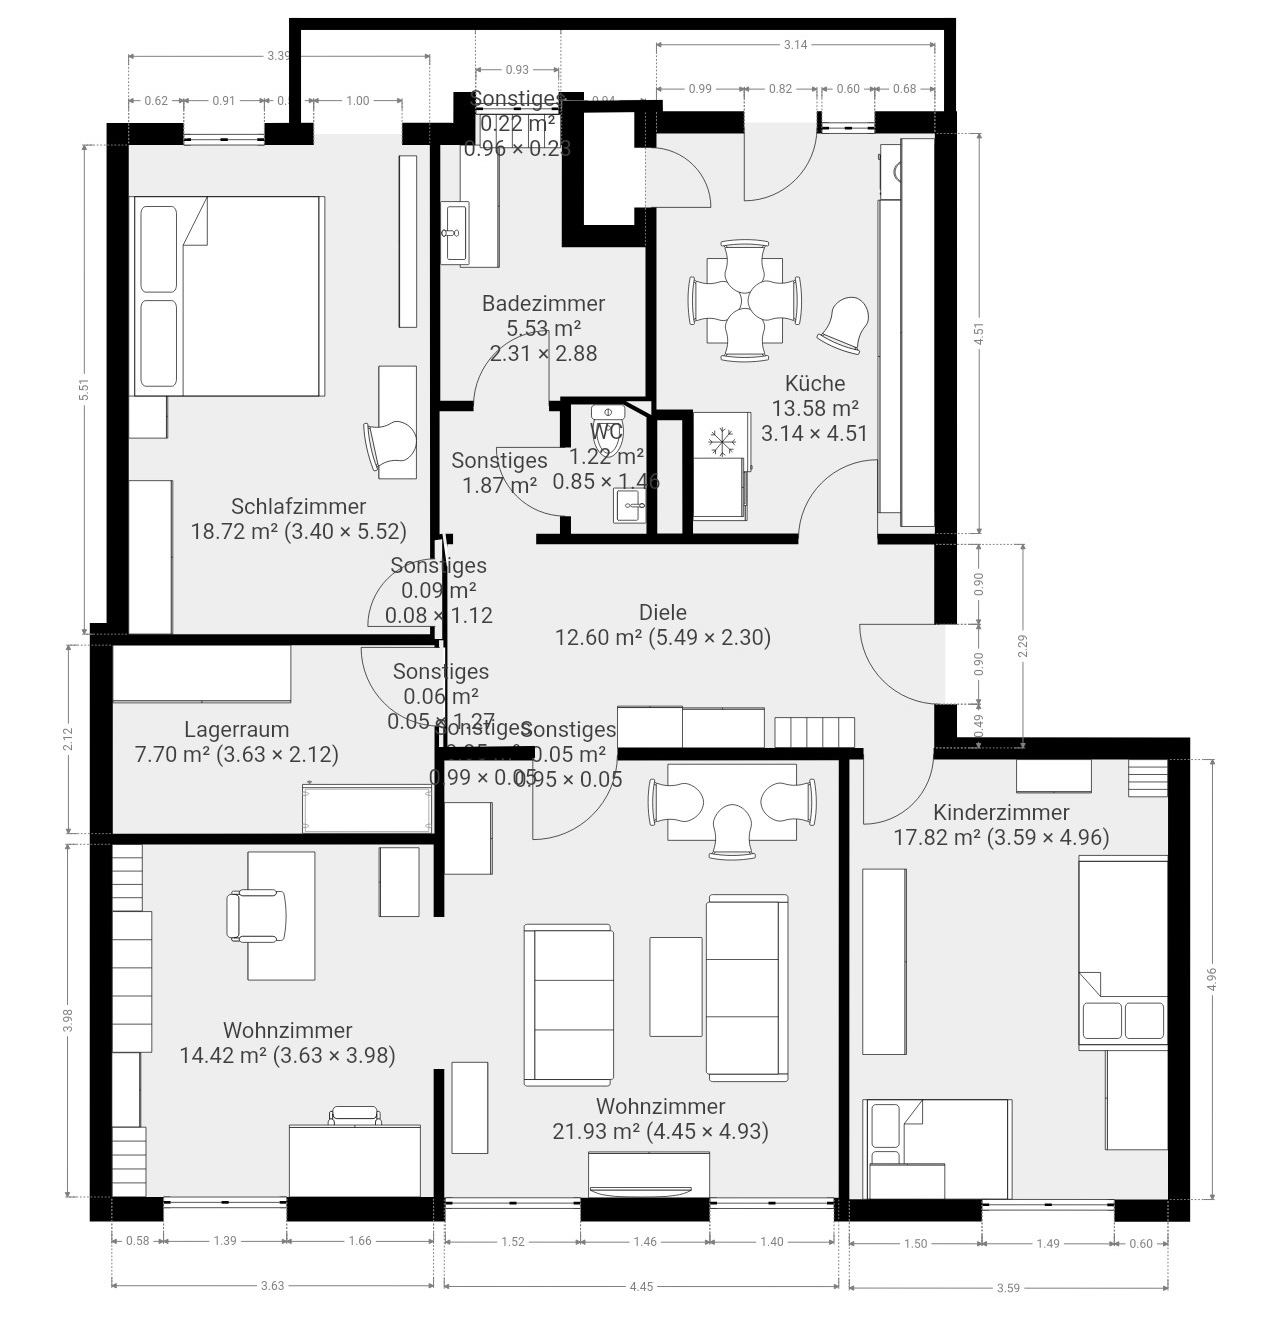 3.39
3.14
0.93
0.62
0.91
1.00
0.94
0.99
0.82
0.60
0.68
Sonstiges
0.22 m²
0.96 × 0.23
5.51
4.51
Badezimmer
5.53 m²
2.31 × 2.88
Küche
13.58 m²
3.14 × 4.51
WC
1.22 m²
0.85 × 1.46
Sonstiges
1.87 m²
Schlafzimmer
18.72 m² (3.40 × 5.52)
Sonstiges
0.09 m²
0.08 × 1.12
Diele
12.60 m² (5.49 × 2.30)
0.90
2.29
0.90
0.49
Sonstiges
0.06 m²
0.05 × 1.27
2.12
Lagerraum
7.70 m² (3.63 × 2.12)
Sonstiges
0.05 m²
0.99 × 0.05
Sonstiges
0.05 m²
0.95 × 0.05
Kinderzimmer
17.82 m² (3.59 × 4.96)
4.96
3.98
Wohnzimmer
14.42 m² (3.63 × 3.98)
Wohnzimmer
21.93 m² (4.45 × 4.93)
0.58
1.39
1.66
1.52
1.46
1.40
1.50
1.49
0.60
3.63
4.45
3.59